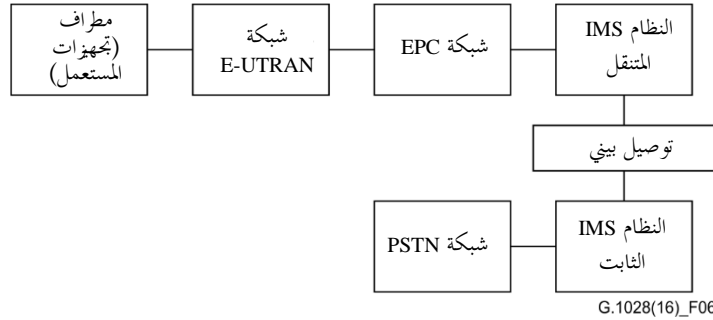 مطراف
(تجهيزات
المستعمل)
شبكة
E-UTRAN
شبكة EPC
النظام IMS
المتنقل
توصيل بيني
شبكة PSTN
النظام IMS
الثابت
G.1028(16)_F06